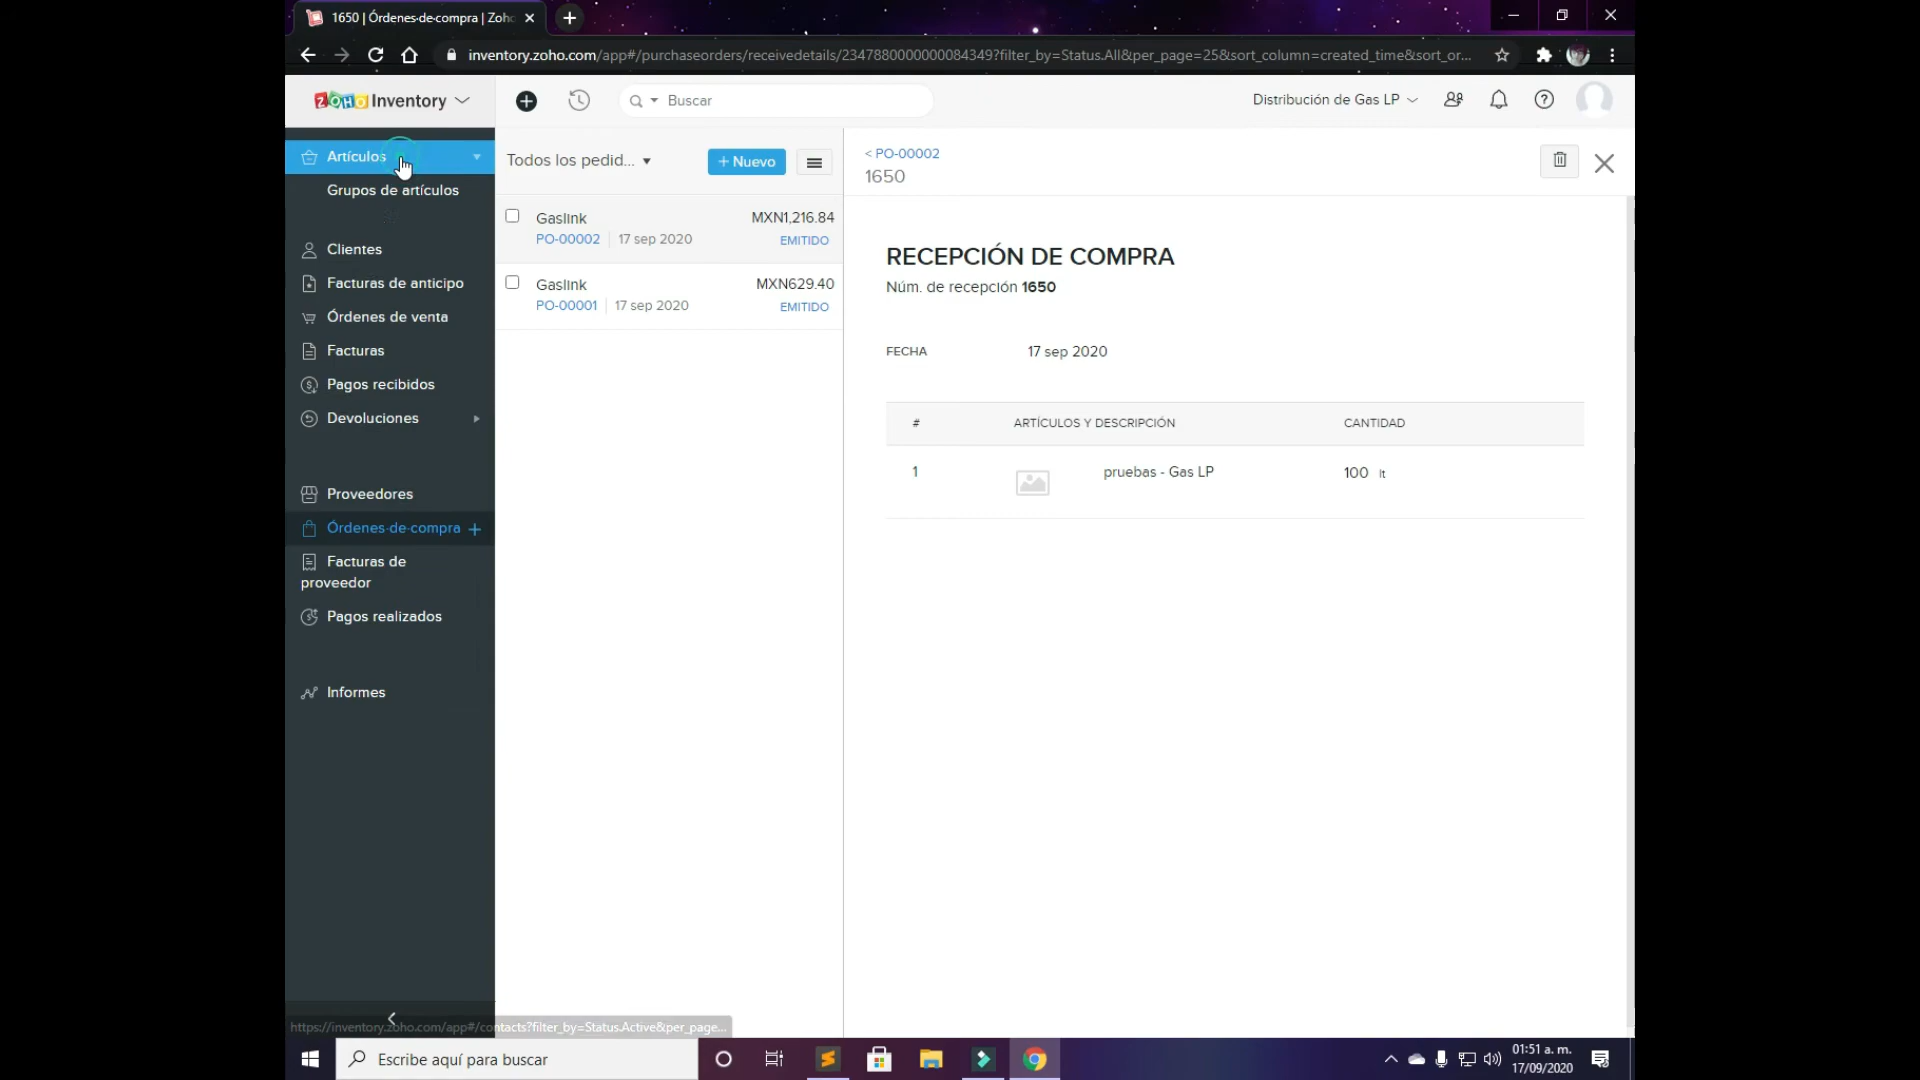 1650 | Órdenes-de-compra | Zoho
inventory.zoho.com/app#/purchaseorders/receivedetails/2347880000000084349?filter_by=Status.All&per_page=25&sort_column=created_time&sort_or...
ZOHO Inventory
Buscar
Distribución de Gas LP
Artículos
Grupos de artículos
Clientes
Facturas de anticipo
Órdenes de venta
Facturas
Pagos recibidos
Devoluciones
Proveedores
Órdenes-de-compra +
Facturas de
proveedor
Pagos realizados
Informes
Todos los pedid...
+ Nuevo
Gaslink MXN1,216.84
PO-00002 17 sep 2020 EMITIDO
Gaslink MXN629.40
PO-00001 17 sep 2020 EMITIDO
< PO-00002
1650
RECEPCIÓN DE COMPRA
Núm. de recepción 1650
FECHA 17 sep 2020
# ARTÍCULOS Y DESCRIPCIÓN CANTIDAD
1 pruebas - Gas LP 100 lt
https://inventory.zoho.com/app#/contacts?filter_by=Status.Active&per_page...
Escribe aquí para buscar
01:51 a. m.
17/09/2020